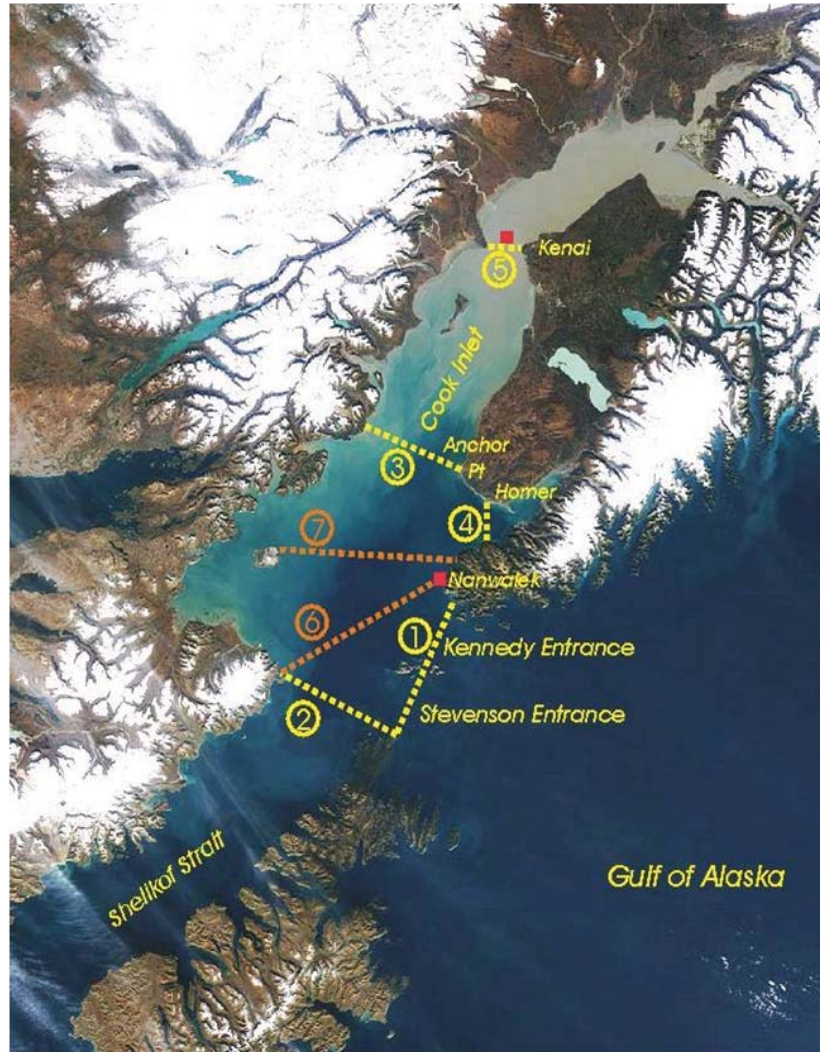 Kenai
5
Cook Inlet
Anchor
Pt
3
Homer
4
7
Nanwalek
6
1
Kennedy Entrance
Stevenson Entrance
2
Shelikof Strait
Gulf of Alaska